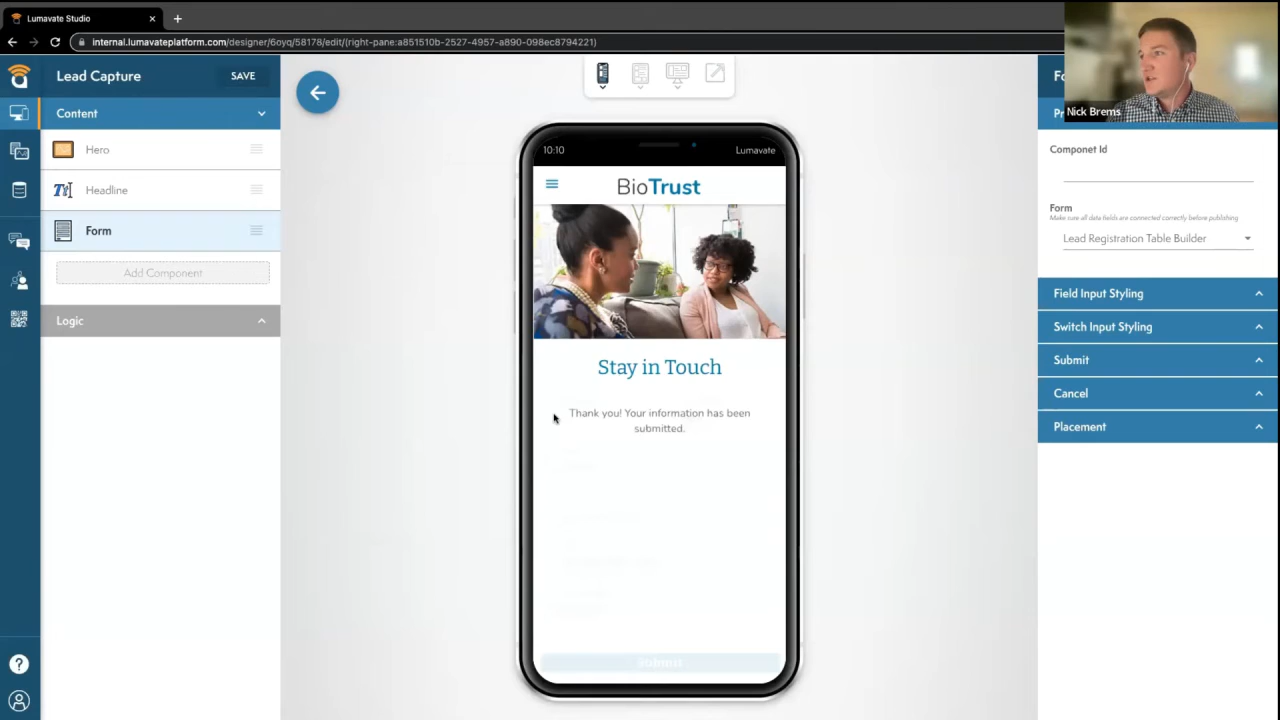 Lumavate Studio
internal.lumavateplatform.com/designer/6oyq/58178/edit/(right-pane:a851510b-2527-4957-a890-098ec8794221)
Lead Capture
SAVE
Content
Hero
Headline
Form
Add Component
Logic
10:10
Lumavate
BioTrust
Stay in Touch
Thank you! Your information has been
submitted.
Nick Brems
Componet Id
Form
Make sure all data fields are connected correctly before publishing
Lead Registration Table Builder
Field Input Styling
Switch Input Styling
Submit
Cancel
Placement